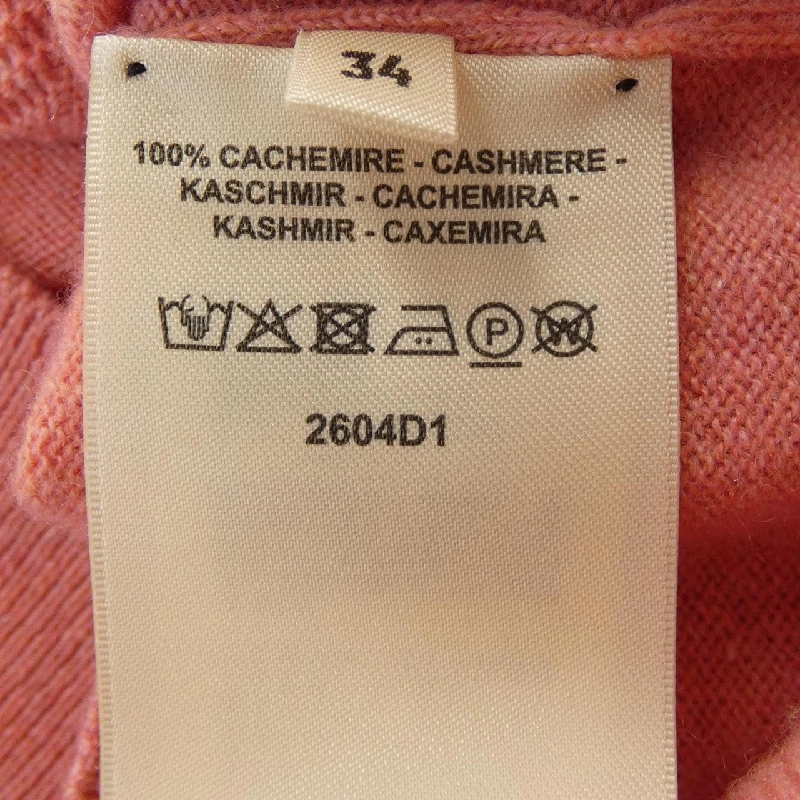 34
100% CACHEMIRE - CASHMERE -
KASCHMIR - CACHEMIRA -
KASHMIR - CAXEMIRA
P W
2604D1